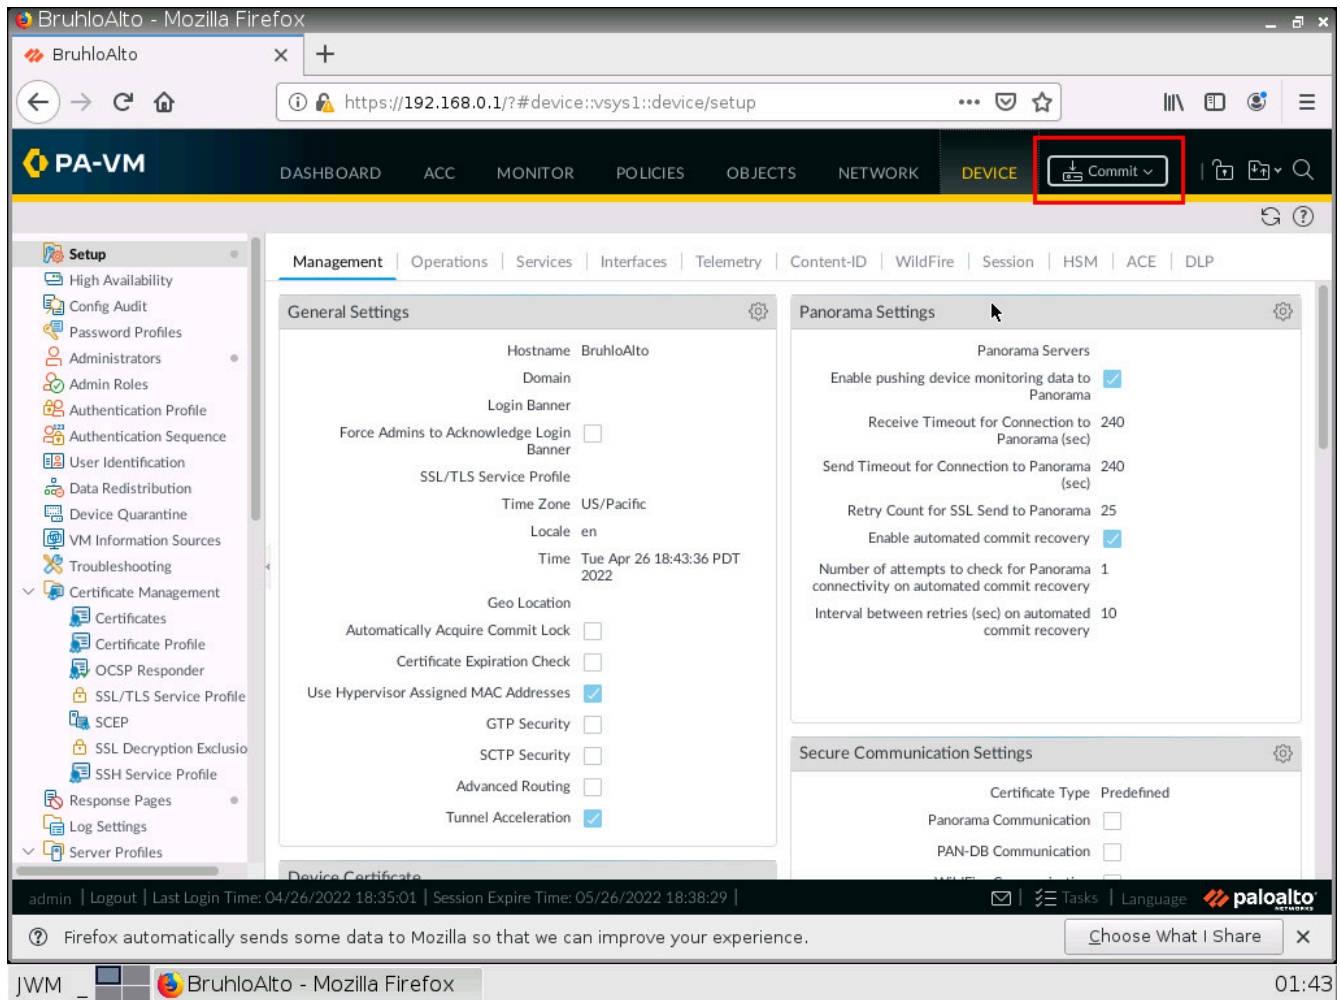 BruhloAlto - Mozilla Firefox
BruhloAlto
https://192.168.0.1/?#device::vsys1::device/setup
PA-VM
DASHBOARD ACC MONITOR POLICIES OBJECTS NETWORK DEVICE Commit
Setup
High Availability
Config Audit
Password Profiles
Administrators
Admin Roles
Authentication Profile
Authentication Sequence
User Identification
Data Redistribution
Device Quarantine
VM Information Sources
Troubleshooting
Certificate Management
Certificates
Certificate Profile
OCSP Responder
SSL/TLS Service Profile
SCEP
SSL Decryption Exclusio
SSH Service Profile
Response Pages
Log Settings
Server Profiles
Management Operations Services Interfaces Telemetry Content-ID WildFire Session HSM ACE DLP
General Settings
Hostname BruhloAlto
Domain
Login Banner
Force Admins to Acknowledge Login
Banner
SSL/TLS Service Profile
Time Zone US/Pacific
Locale en
Time Tue Apr 26 18:43:36 PDT
2022
Geo Location
Automatically Acquire Commit Lock
Certificate Expiration Check
Use Hypervisor Assigned MAC Addresses
GTP Security
SCTP Security
Advanced Routing
Tunnel Acceleration
Device Certificate
Panorama Settings
Panorama Servers
Enable pushing device monitoring data to
Panorama
Receive Timeout for Connection to 240
Panorama (sec)
Send Timeout for Connection to Panorama 240
(sec)
Retry Count for SSL Send to Panorama 25
Enable automated commit recovery
Number of attempts to check for Panorama 1
connectivity on automated commit recovery
Interval between retries (sec) on automated 10
commit recovery
Secure Communication Settings
Certificate Type Predefined
Panorama Communication
PAN-DB Communication
WildFire Communication
admin | Logout | Last Login Time: 04/26/2022 18:35:01 | Session Expire Time: 05/26/2022 18:38:29 |
Tasks | Language paloalto
NETWORKS
Firefox automatically sends some data to Mozilla so that we can improve your experience.
Choose What I Share
JWM _ BruhloAlto - Mozilla Firefox 01:43